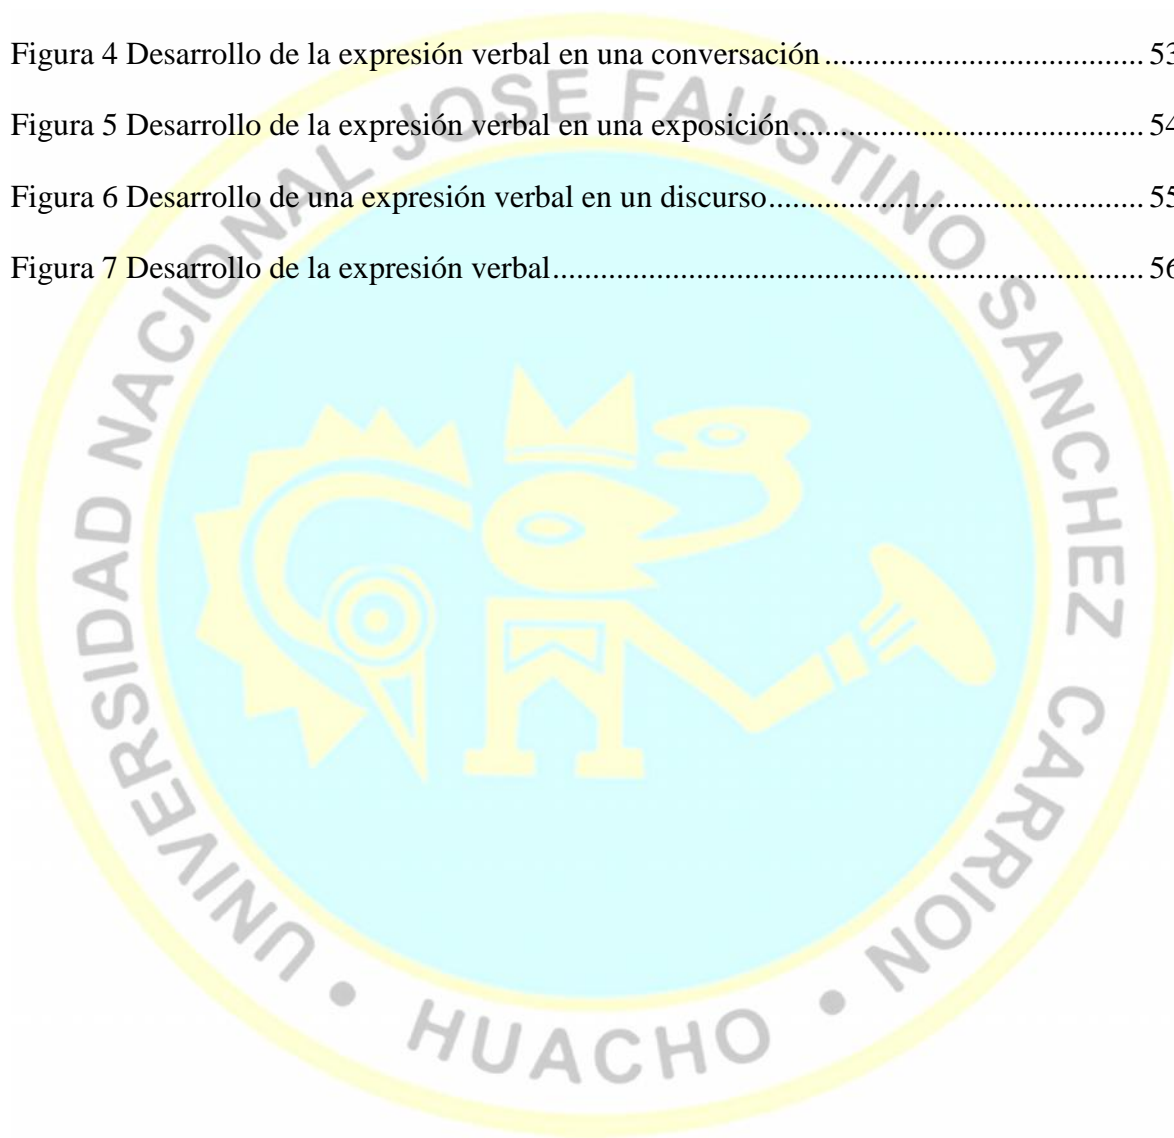 Figura 4 Desarrollo de la expresión verbal en una conversación.................................... 53
Figura 5 Desarrollo de la expresión verbal en una exposición........................................ 54
Figura 6 Desarrollo de una expresión verbal en un discurso........................................... 55
Figura 7 Desarrollo de la expresión verbal.................................................................... 56
UNIVERSIDAD NACIONAL JOSE FAUSTINO SANCHEZ CARRION • HUACHO •